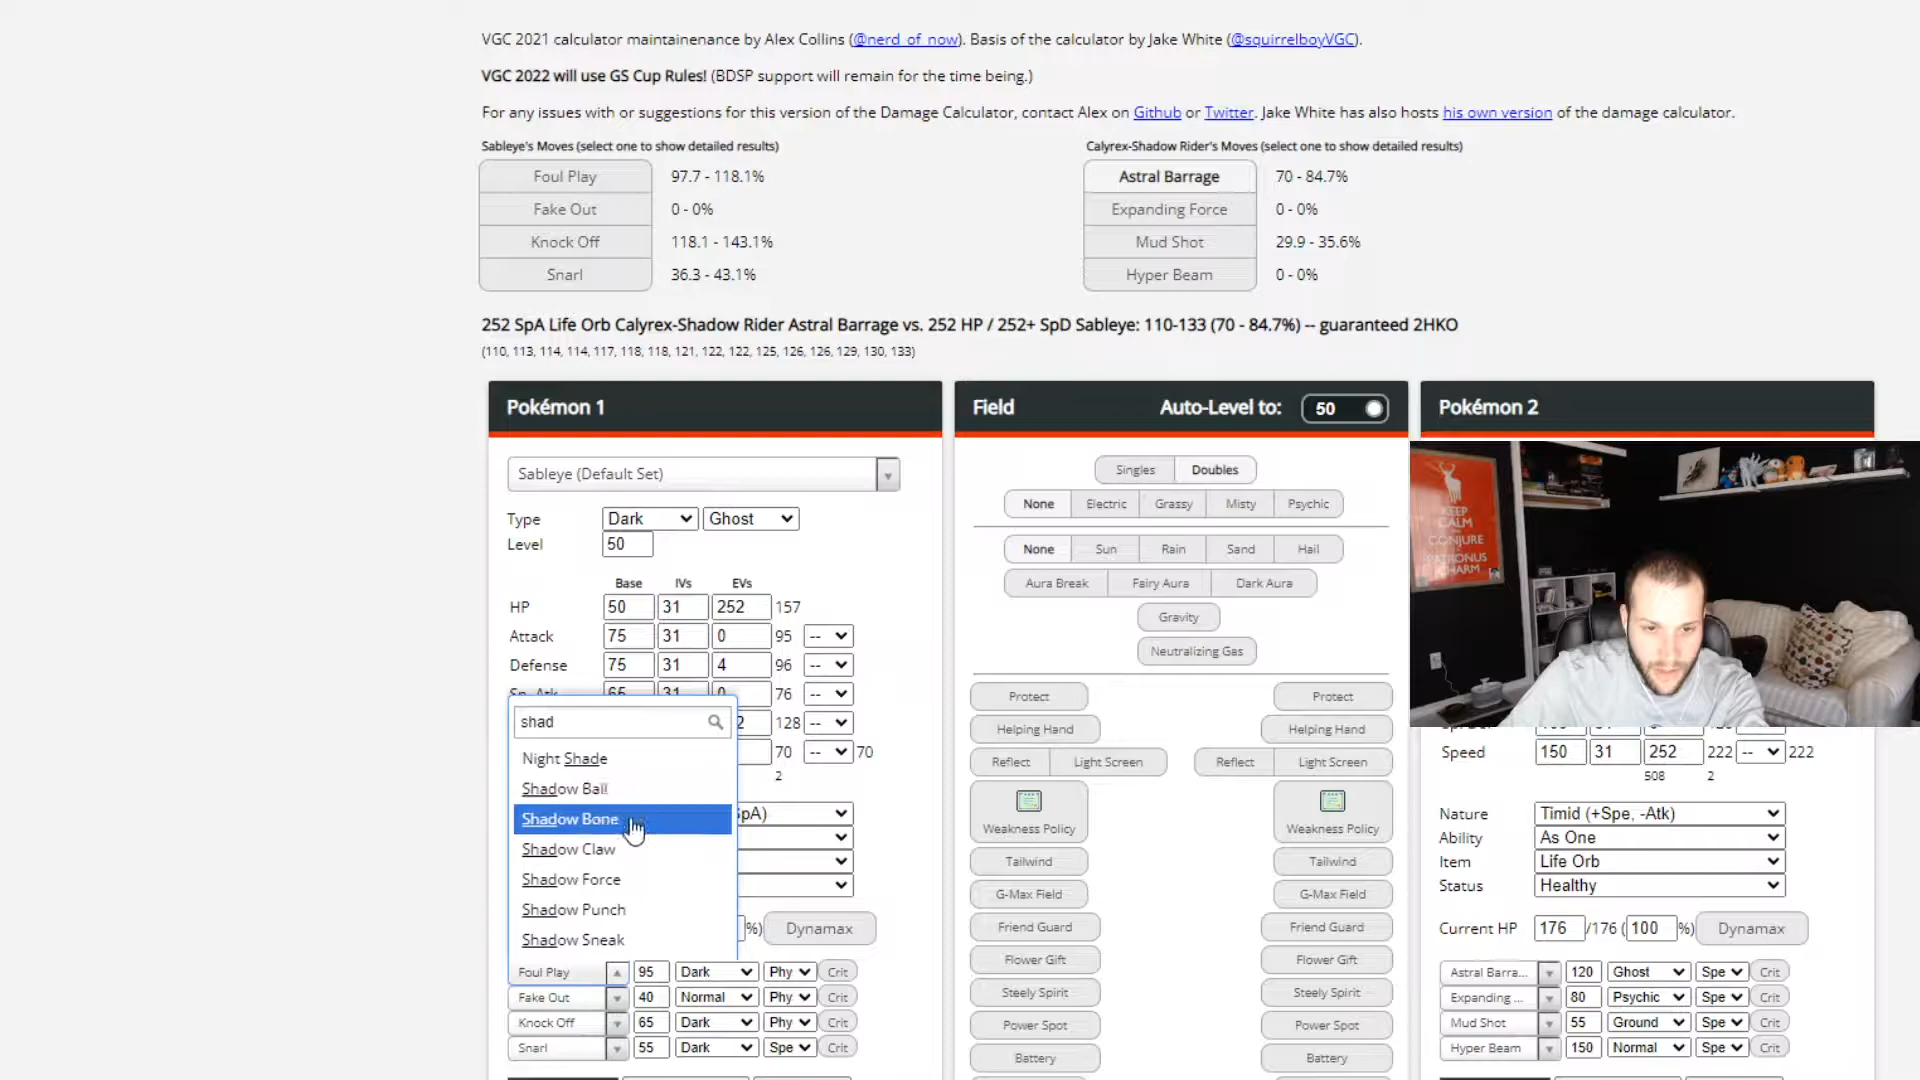 VGC 2021 calculator maintainenance by Alex Collins (@nerd_of_now). Basis of the calculator by Jake White (@squirrelboyVGC).
VGC 2022 will use GS Cup Rules! (BDSP support will remain for the time being.)
For any issues with or suggestions for this version of the Damage Calculator, contact Alex on Github or Twitter. Jake White has also hosts his own version of the damage calculator.
Sableye's Moves (select one to show detailed results)
Foul Play 97.7 - 118.1%
Fake Out 0 - 0%
Knock Off 118.1 - 143.1%
Snarl 36.3 - 43.1%
Calyrex-Shadow Rider's Moves (select one to show detailed results)
Astral Barrage 70 - 84.7%
Expanding Force 0 - 0%
Mud Shot 29.9 - 35.6%
Hyper Beam 0 - 0%
252 SpA Life Orb Calyrex-Shadow Rider Astral Barrage vs. 252 HP / 252+ SpD Sableye: 110-133 (70 - 84.7%) -- guaranteed 2HKO
(110, 113, 114, 114, 117, 118, 118, 121, 122, 122, 125, 126, 126, 129, 130, 133)
Pokémon 1
Sableye (Default Set)
Type Dark Ghost
Level 50
Base IVs EVs
HP 50 31 252 157
Attack 75 31 0 95 --
Defense 75 31 4 96 --
Sp. Atk 65 31 0 76 --
2 128 --
70 -- 70
2
shad
Night Shade
Shadow Ball
Shadow Bone
Shadow Claw
Shadow Force
Shadow Punch
Shadow Sneak
SpA)
%) Dynamax
Foul Play 95 Dark Phy Crit
Fake Out 40 Normal Phy Crit
Knock Off 65 Dark Phy Crit
Snarl 55 Dark Spe Crit
Field Auto-Level to: 50
Singles Doubles
None Electric Grassy Misty Psychic
None Sun Rain Sand Hail
Aura Break Fairy Aura Dark Aura
Gravity
Neutralizing Gas
Protect Protect
Helping Hand Helping Hand
Reflect Light Screen Reflect Light Screen
Weakness Policy Weakness Policy
Tailwind Tailwind
G-Max Field G-Max Field
Friend Guard Friend Guard
Flower Gift Flower Gift
Steely Spirit Steely Spirit
Power Spot Power Spot
Battery Battery
Pokémon 2
KEEP
CALM
AND
CONJURE
A
PATRONUS
CHARM
Speed 150 31 252 222 -- 222
508 2
Nature Timid (+Spe, -Atk)
Ability As One
Item Life Orb
Status Healthy
Current HP 176 /176 ( 100 %) Dynamax
Astral Barra... 120 Ghost Spe Crit
Expanding ... 80 Psychic Spe Crit
Mud Shot 55 Ground Spe Crit
Hyper Beam 150 Normal Spe Crit